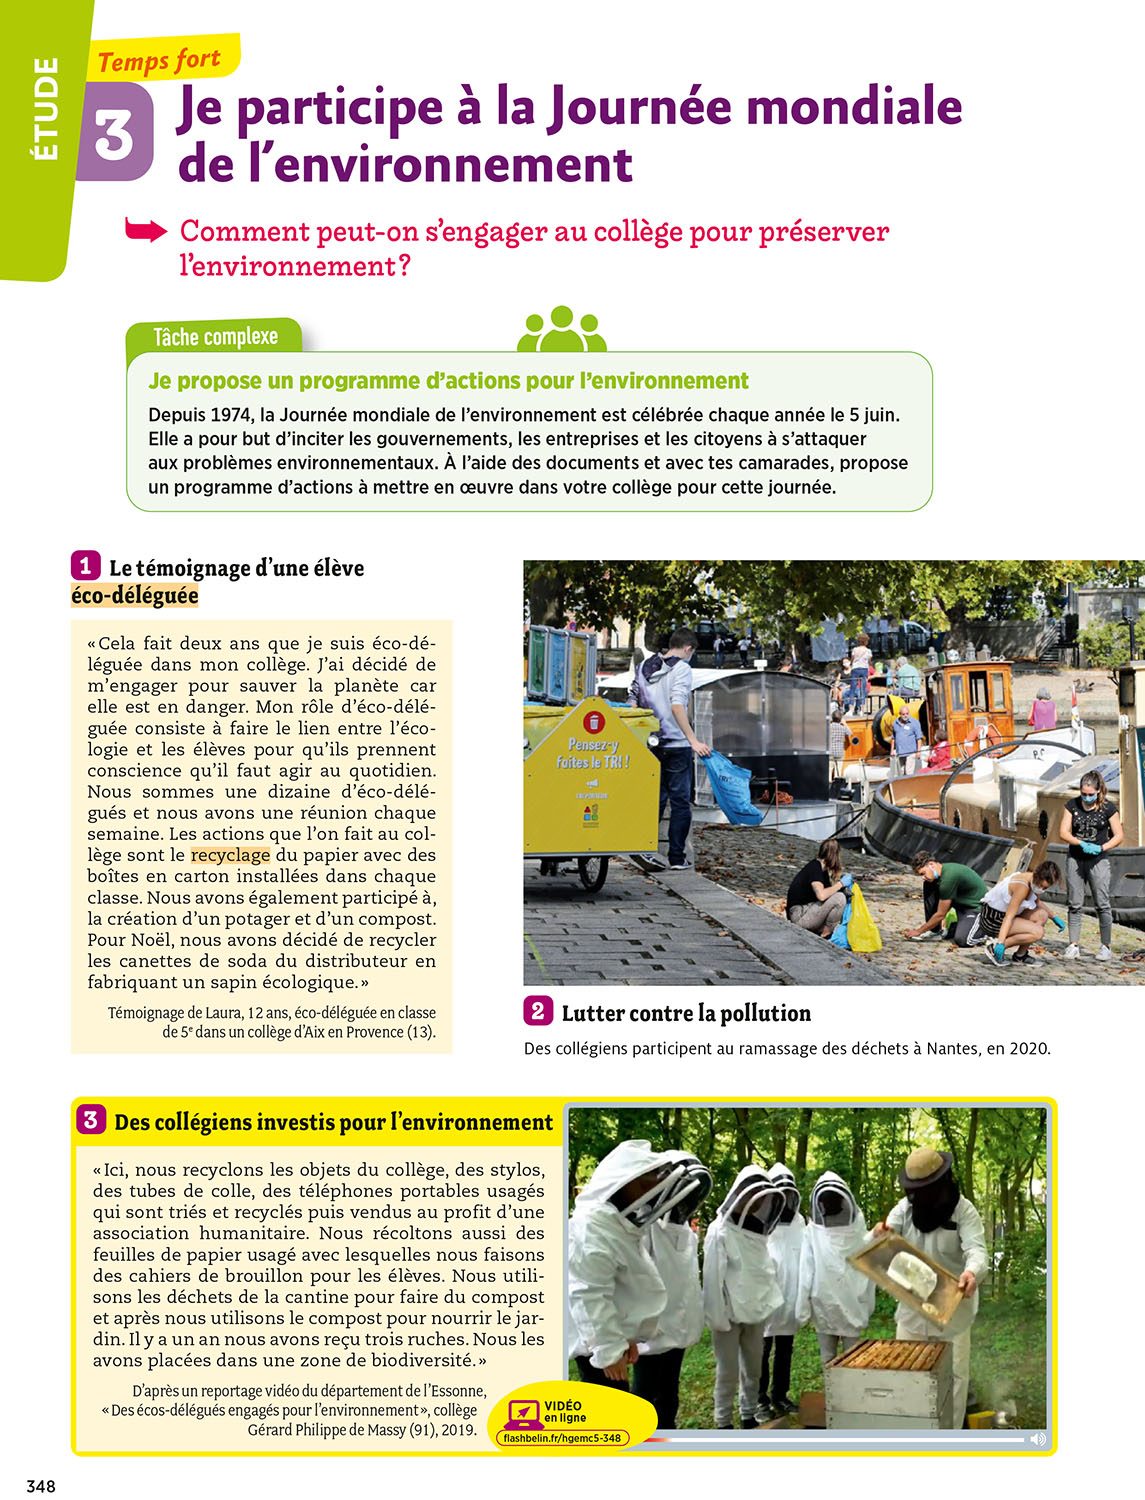 ÉTUDE
Temps fort
3
Je participe à la Journée mondiale
de l'environnement
Comment peut-on s'engager au collège pour préserver
l'environnement ?
Tâche complexe
Je propose un programme d'actions pour l'environnement
Depuis 1974, la Journée mondiale de l'environnement est célébrée chaque année le 5 juin.
Elle a pour but d'inciter les gouvernements, les entreprises et les citoyens à s'attaquer
aux problèmes environnementaux. À l'aide des documents et avec tes camarades, propose
un programme d'actions à mettre en œuvre dans votre collège pour cette journée.
1 Le témoignage d'une élève
éco-déléguée
« Cela fait deux ans que je suis éco-dé-
léguée dans mon collège. J'ai décidé de
m'engager pour sauver la planète car
elle est en danger. Mon rôle d'éco-délé-
guée consiste à faire le lien entre l'éco-
logie et les élèves pour qu'ils prennent
conscience qu'il faut agir au quotidien.
Nous sommes une dizaine d'éco-délé-
gués et nous avons une réunion chaque
semaine. Les actions que l'on fait au col-
lège sont le recyclage du papier avec des
boîtes en carton installées dans chaque
classe. Nous avons également participé à,
la création d'un potager et d'un compost.
Pour Noël, nous avons décidé de recycler
les canettes de soda du distributeur en
fabriquant un sapin écologique. »
Témoignage de Laura, 12 ans, éco-déléguée en classe
de 5e dans un collège d'Aix en Provence (13).
Pensez-y
faites le TRI !
TRI
2 Lutter contre la pollution
Des collégiens participent au ramassage des déchets à Nantes, en 2020.
3 Des collégiens investis pour l'environnement
« Ici, nous recyclons les objets du collège, des stylos,
des tubes de colle, des téléphones portables usagés
qui sont triés et recyclés puis vendus au profit d'une
association humanitaire. Nous récoltons aussi des
feuilles de papier usagé avec lesquelles nous faisons
des cahiers de brouillon pour les élèves. Nous utili-
sons les déchets de la cantine pour faire du compost
et après nous utilisons le compost pour nourrir le jar-
din. Il y a un an nous avons reçu trois ruches. Nous les
avons placées dans une zone de biodiversité. »
D'après un reportage vidéo du département de l'Essonne,
« Des écos-délégués engagés pour l'environnement », collège
Gérard Philippe de Massy (91), 2019.
VIDÉO
en ligne
flashbelin.fr/hgemc5-348
348